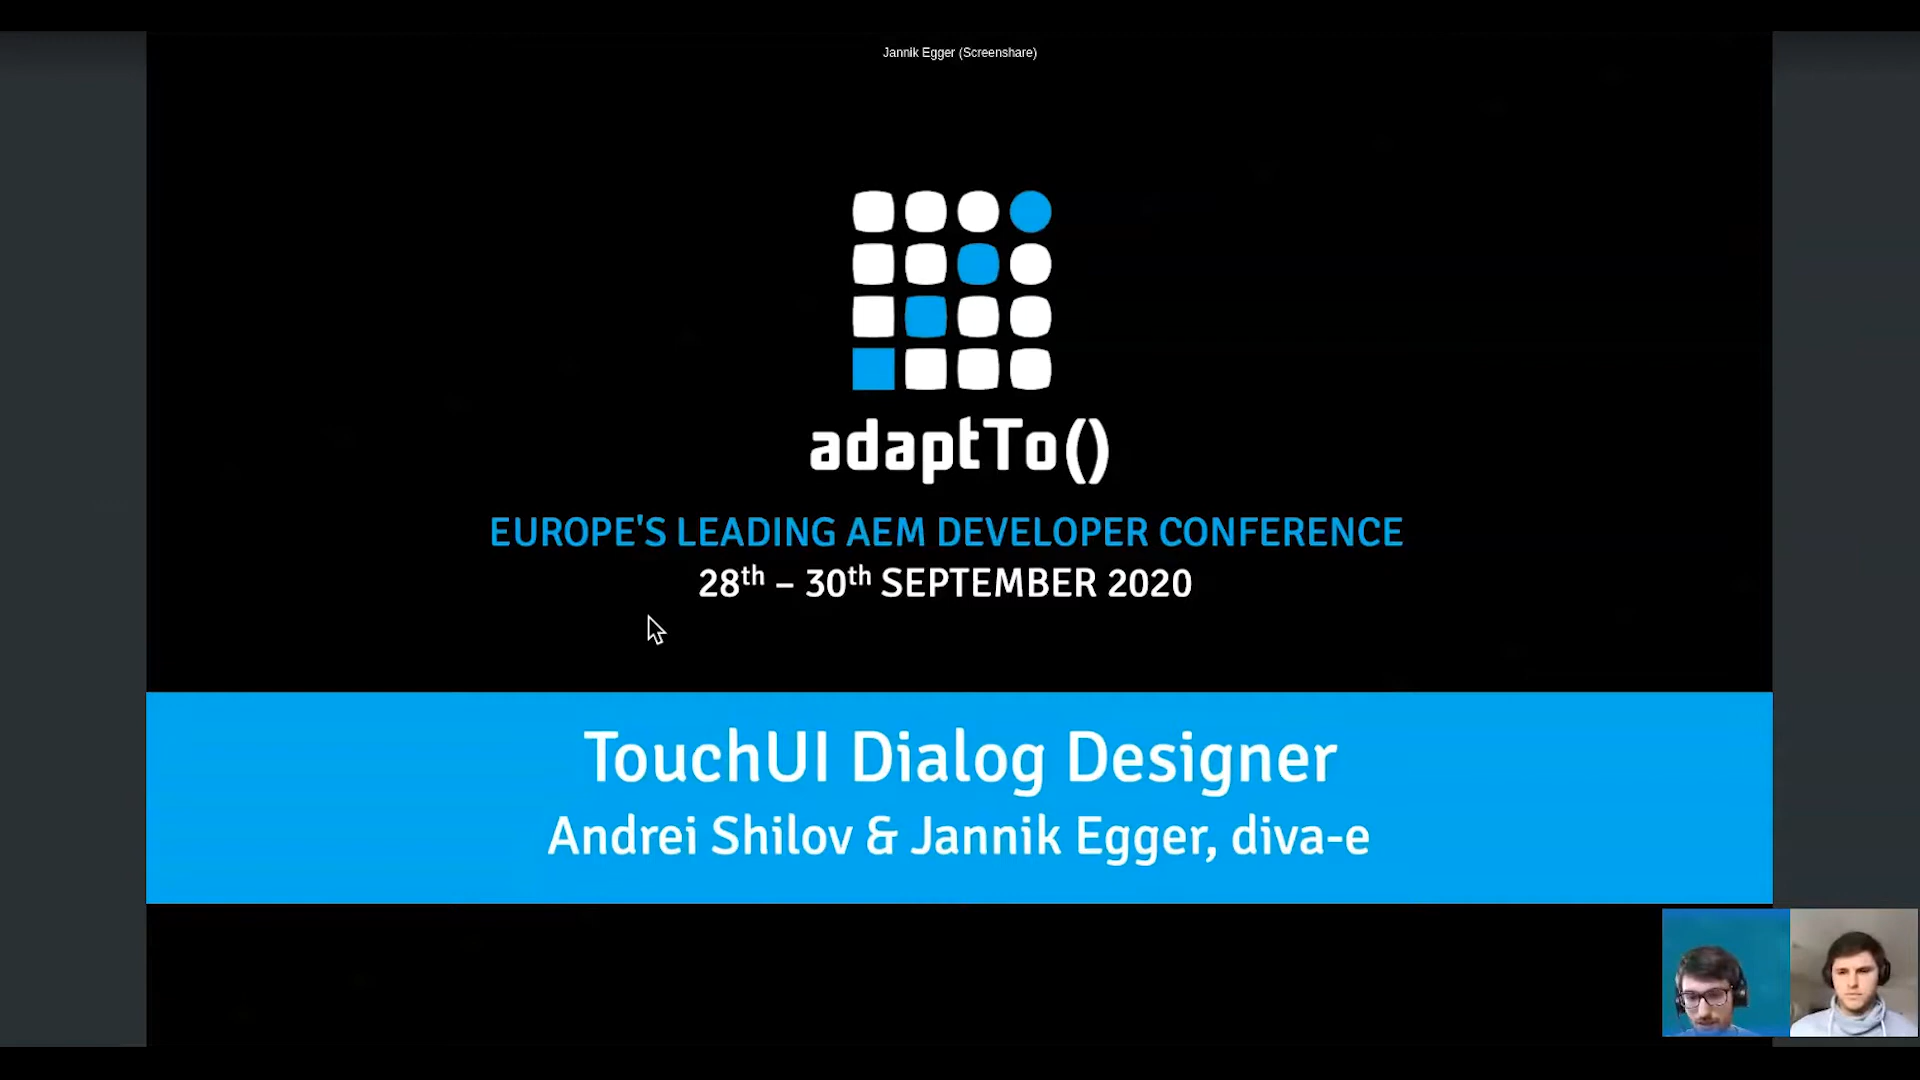 Jannik Egger (Screenshare)
adaptTo()
EUROPE'S LEADING AEM DEVELOPER CONFERENCE
28th – 30th SEPTEMBER 2020
TouchUI Dialog Designer
Andrei Shilov & Jannik Egger, diva-e